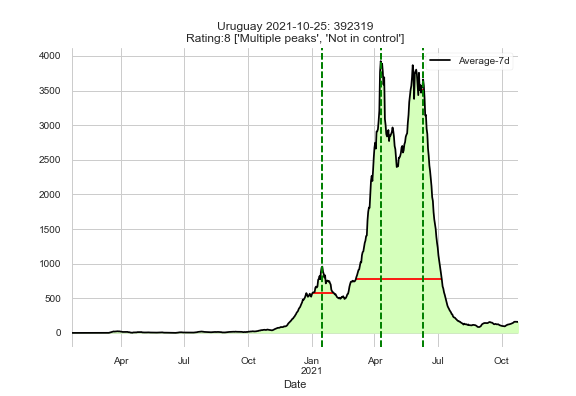 Uruguay 2021-10-25: 392319
Rating:8 ['Multiple peaks', 'Not in control']
Average-7d
4000
3500
3000
2500
2000
1500
1000
500
0
Apr
Jul
Oct
Jan
2021
Apr
Jul
Oct
Date